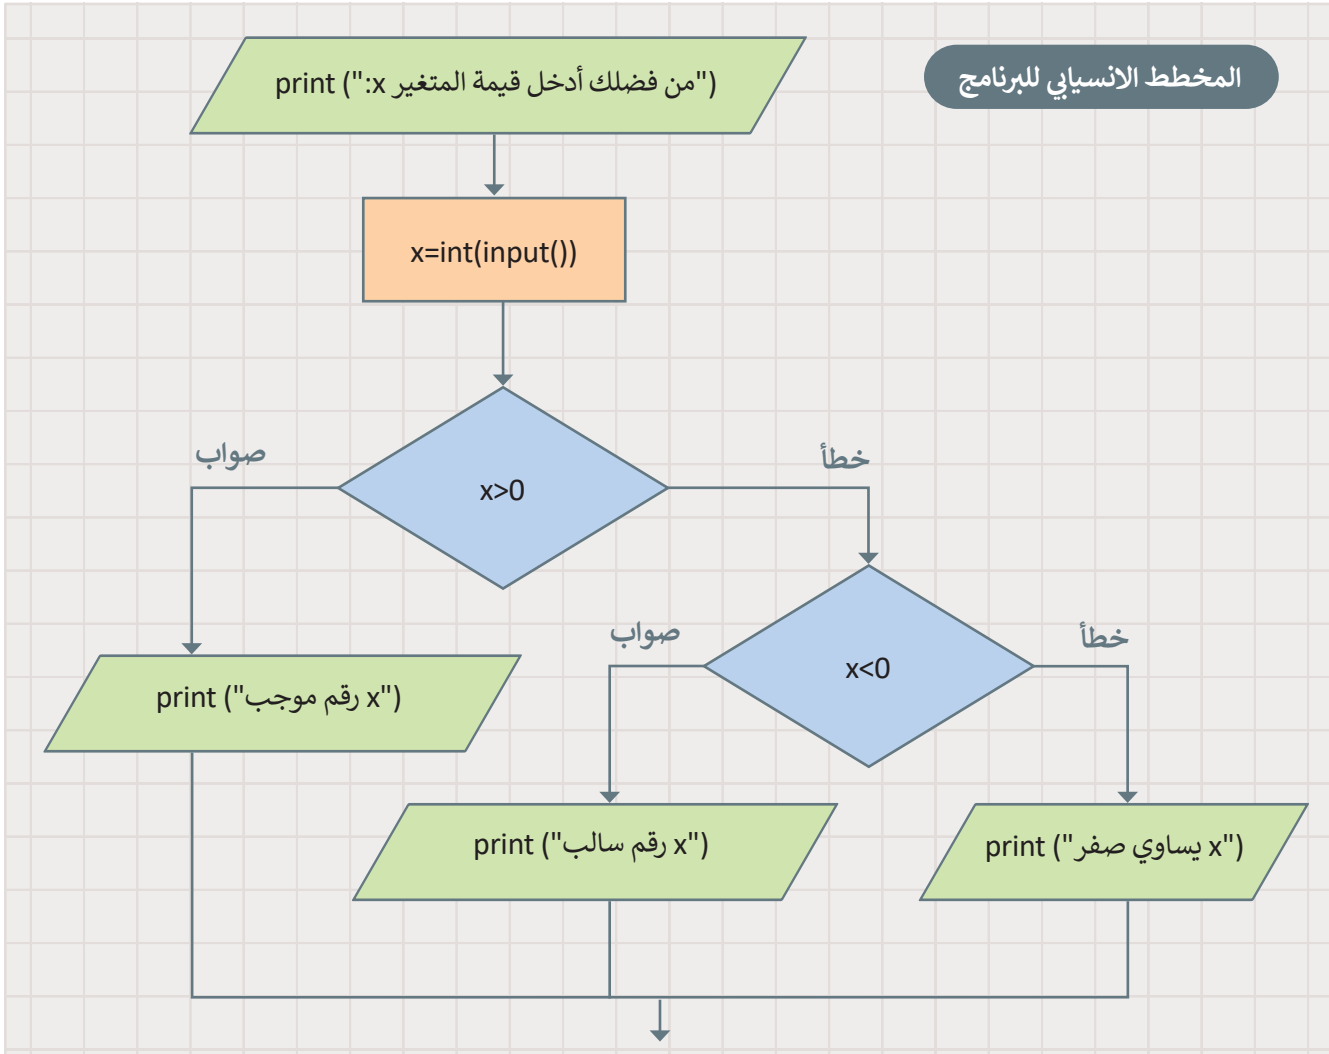 المخطط الانسيابي للبرنامج
print ("من فضلك أدخل قيمة المتغير x:")
x=int(input())
x>0
صواب
خطأ
x<0
صواب
خطأ
print ("x رقم موجب")
print ("x رقم سالب")
print ("x يساوي صفر")